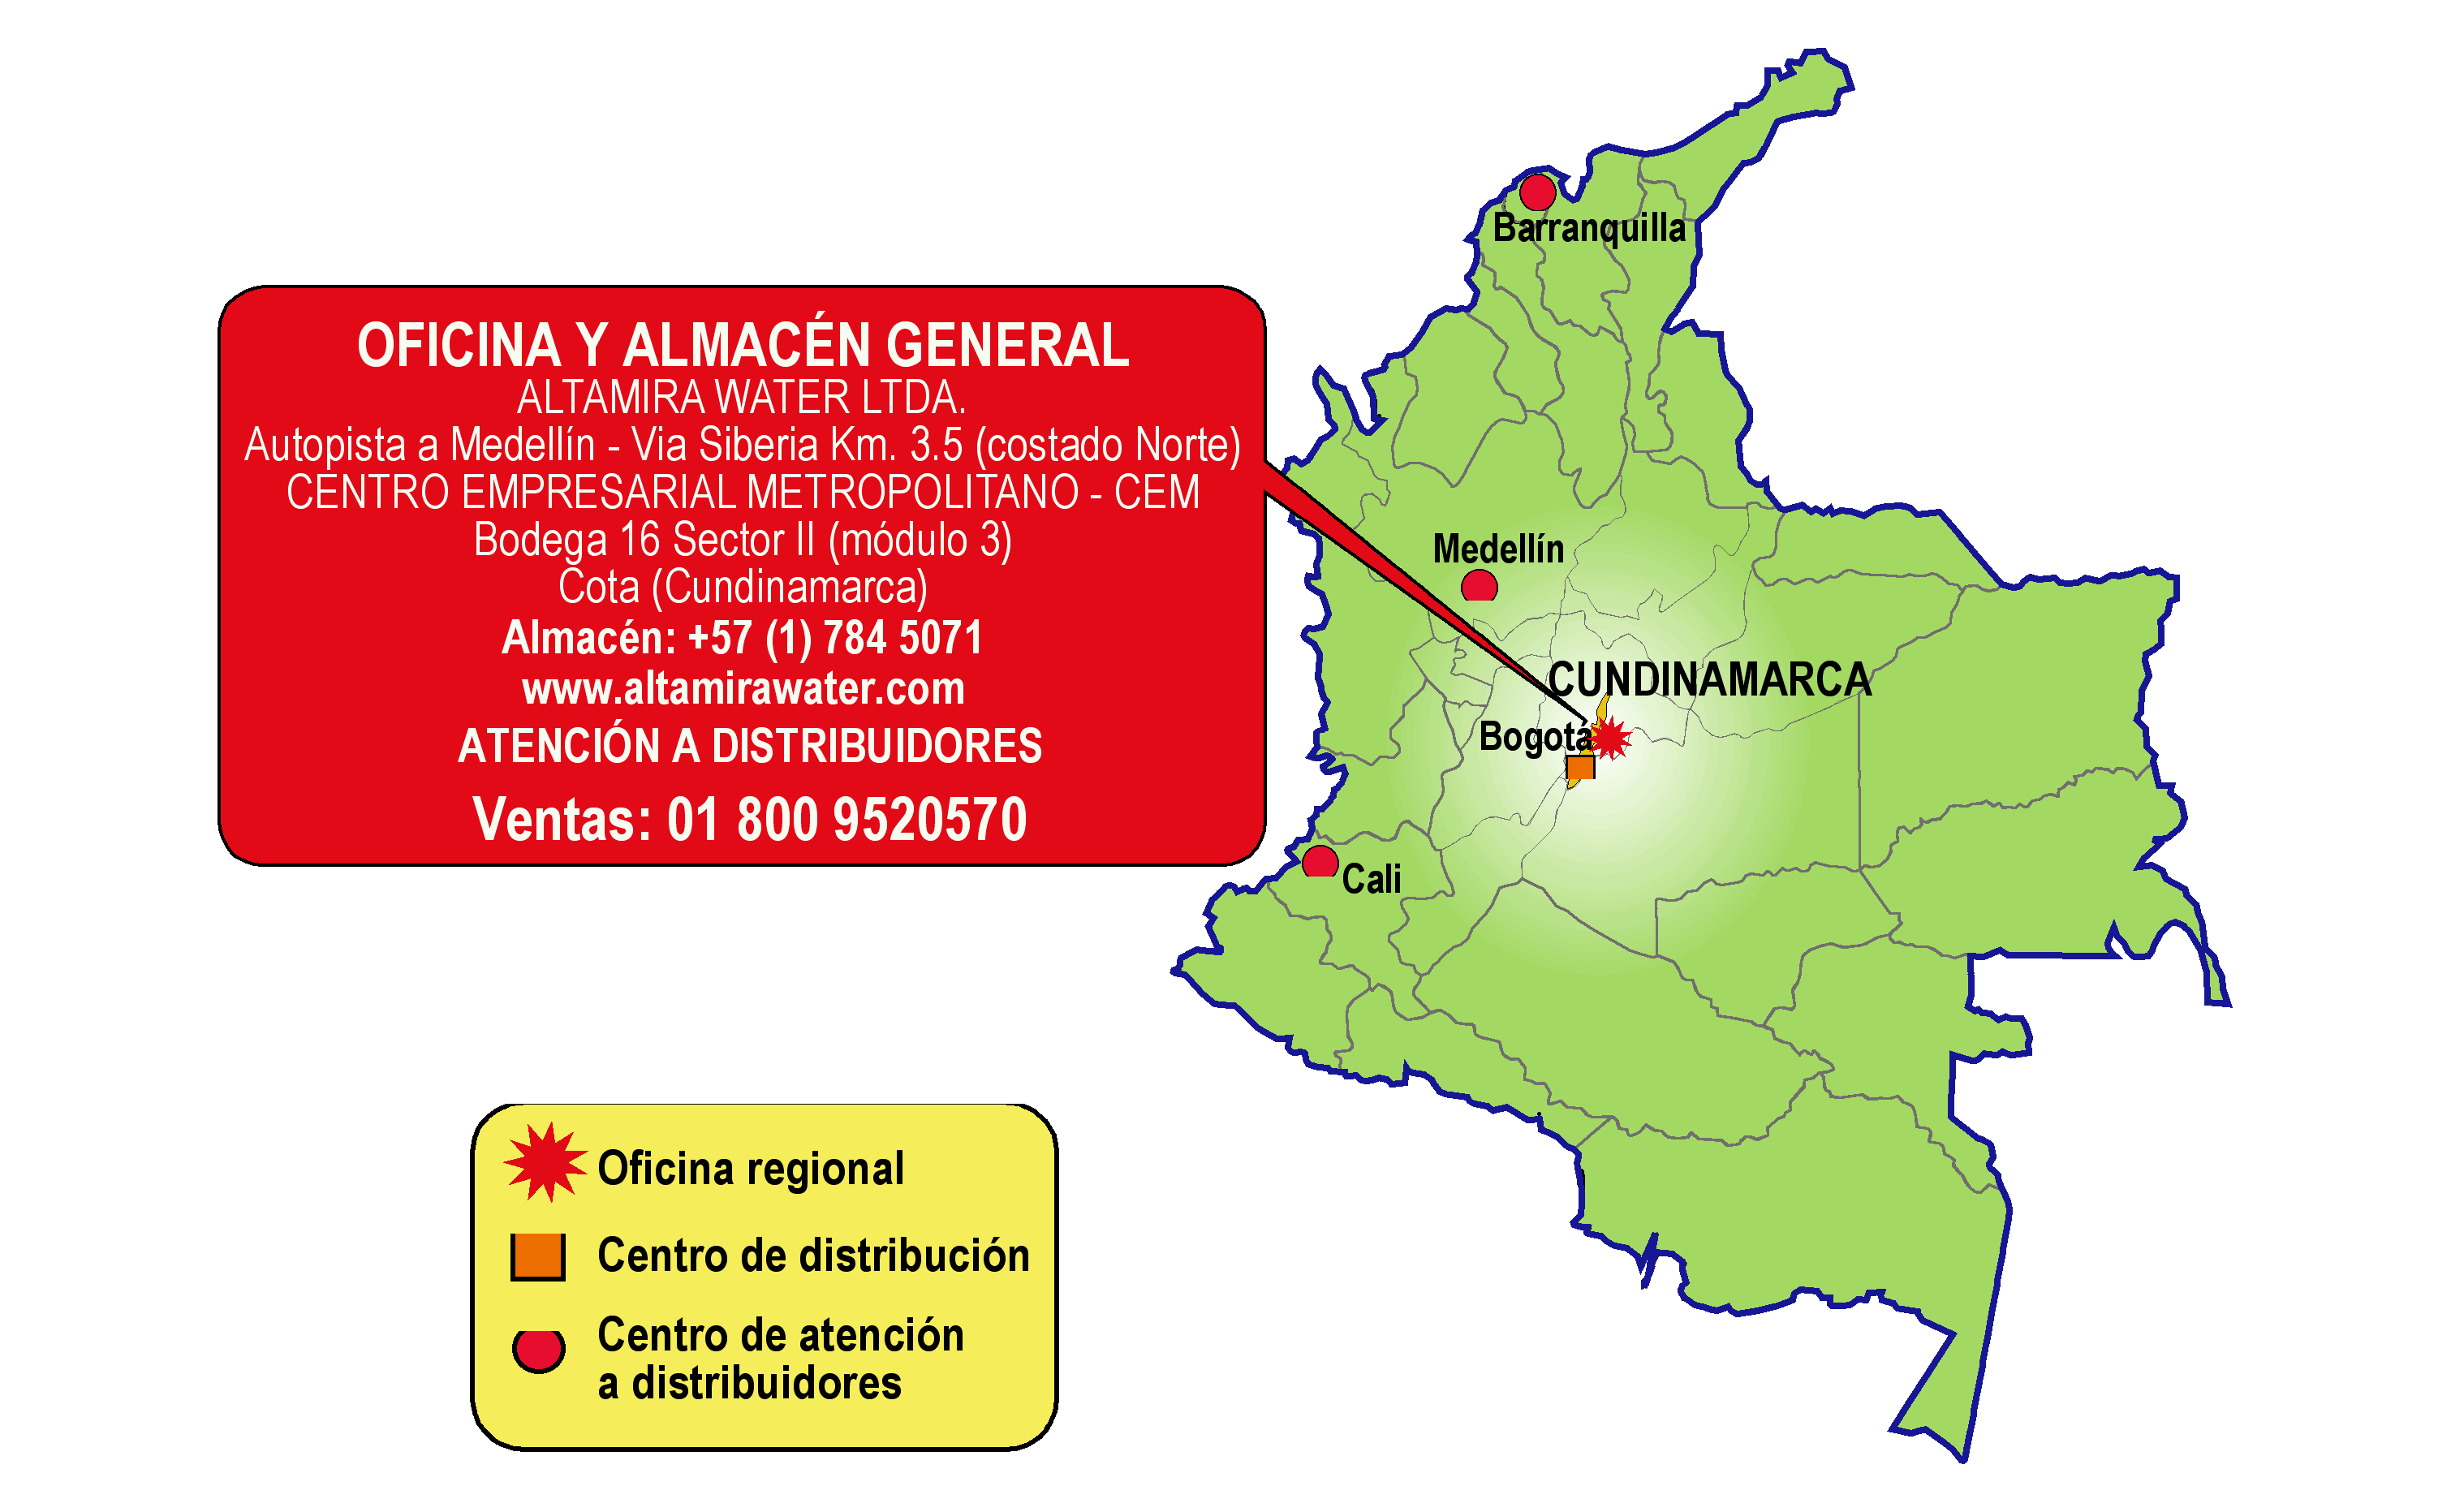 OFICINA Y ALMACÉN GENERAL
ALTAMIRA WATER LTDA.
Autopista a Medellín - Via Siberia Km. 3.5 (costado Norte)
CENTRO EMPRESARIAL METROPOLITANO - CEM
Bodega 16 Sector II (módulo 3)
Cota (Cundinamarca)
Almacén: +57 (1) 784 5071
www.altamirawater.com
ATENCIÓN A DISTRIBUIDORES
Ventas: 01 800 9520570
Barranquilla
Medellín
CUNDINAMARCA
Bogotá
Cali
Oficina regional
Centro de distribución
Centro de atención
a distribuidores